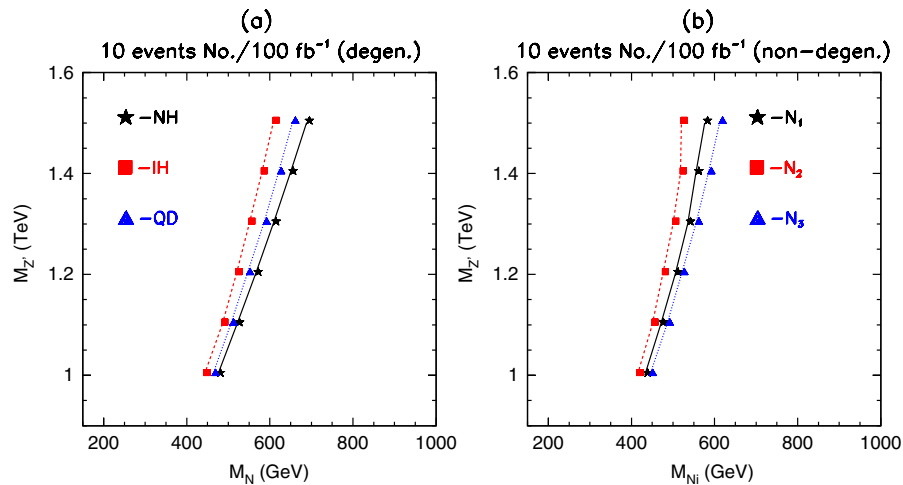 (a)
10 events No./100 fb⁻¹ (degen.)
1.6
1.4
1.2
1
M_Z' (TeV)
★-NH
■-IH
▲-QD
200 400 600 800 1000
M_N (GeV)
(b)
10 events No./100 fb⁻¹ (non-degen.)
1.6
1.4
1.2
1
M_Z' (TeV)
★-N₁
■-N₂
▲-N₃
200 400 600 800 1000
M_Ni (GeV)